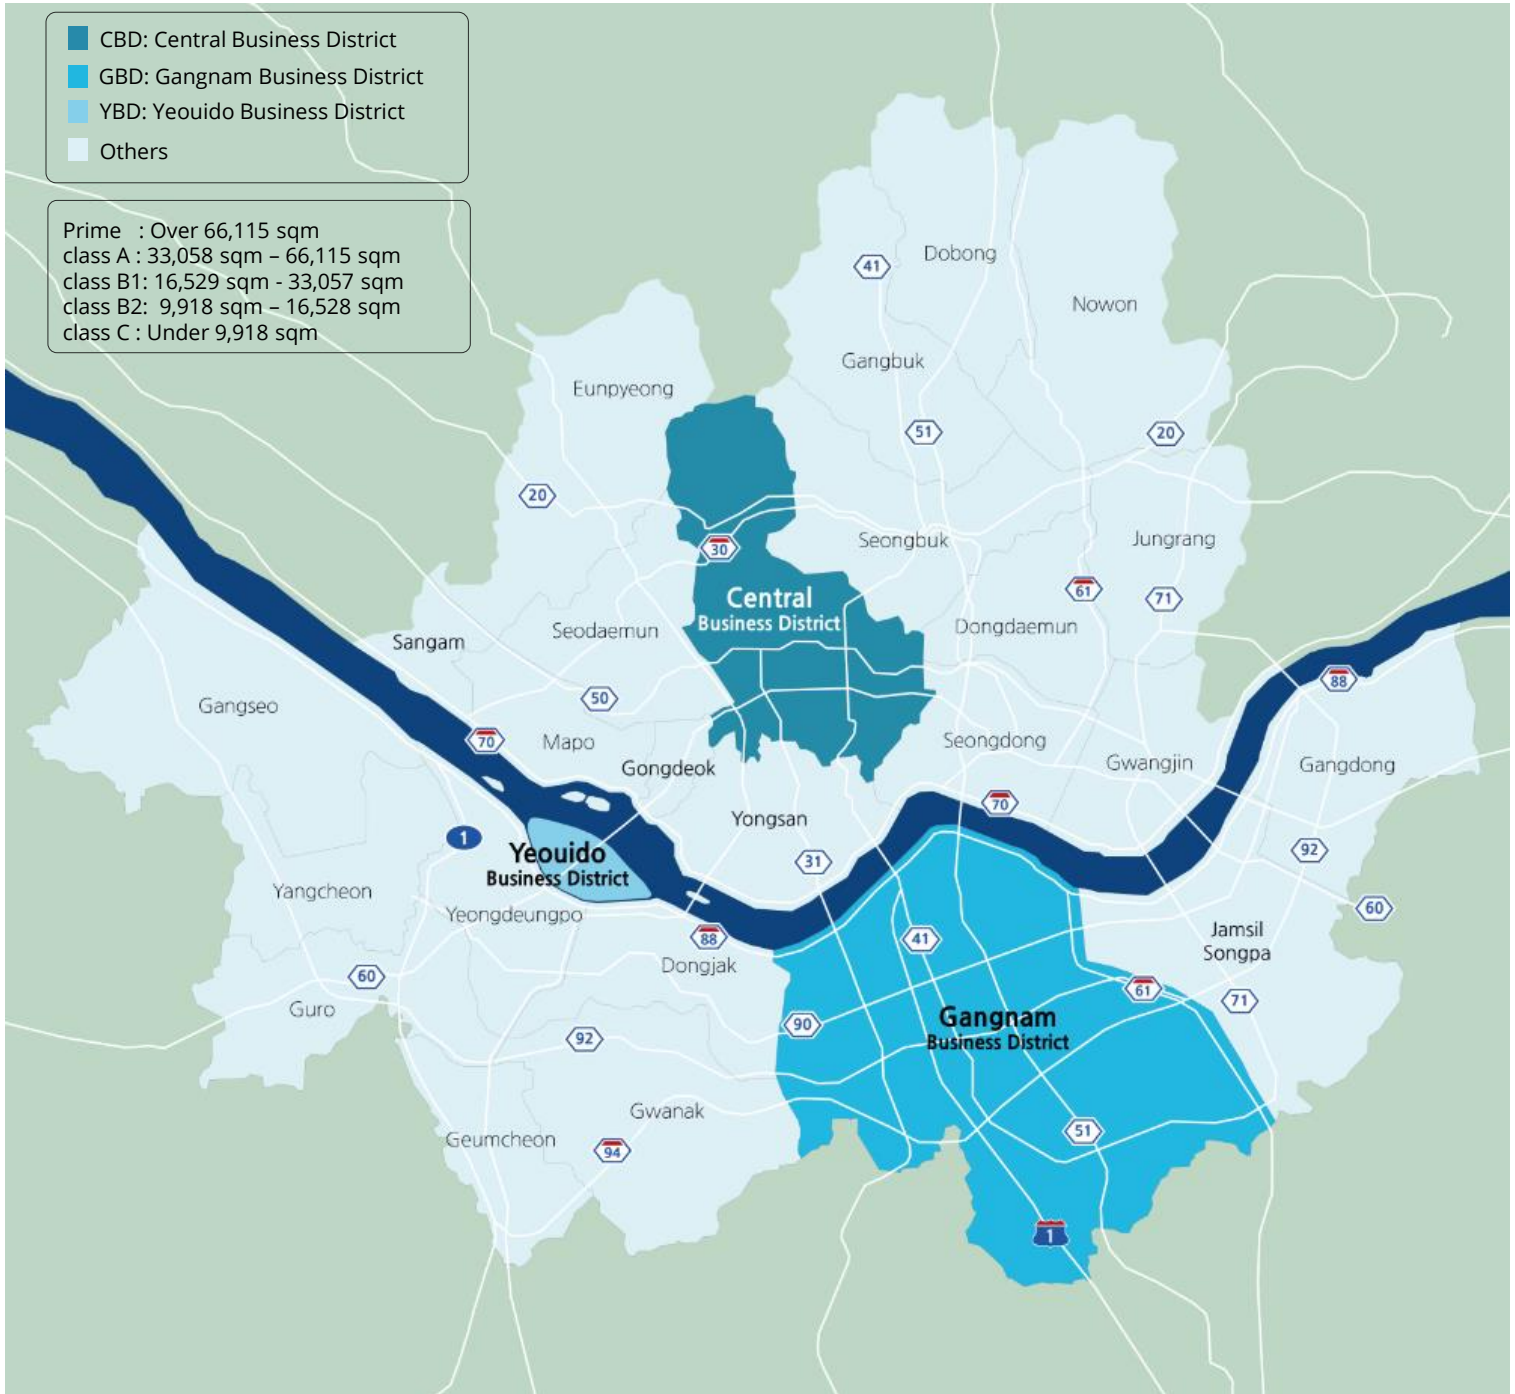 CBD: Central Business District
GBD: Gangnam Business District
YBD: Yeouido Business District
Others
Prime : Over 66,115 sqm
class A : 33,058 sqm – 66,115 sqm
class B1: 16,529 sqm - 33,057 sqm
class B2: 9,918 sqm – 16,528 sqm
class C : Under 9,918 sqm
Dobong
41
Nowon
Gangbuk
Eunpyeong
51
20
20
Seongbuk
Jungrang
30
61
71
Central
Business District
Dongdaemun
Seodaemun
Sangam
88
50
Gangseo
70
Mapo
Seongdong
Gongdeok
Gwangjin
Gangdong
70
Yongsan
1
92
Yeouido
Business District
31
Yangcheon
60
Yeongdeungpo
88
41
Jamsil
Songpa
Dongjak
60
61
71
Guro
Gangnam
Business District
90
92
Gwanak
51
Geumcheon
94
1